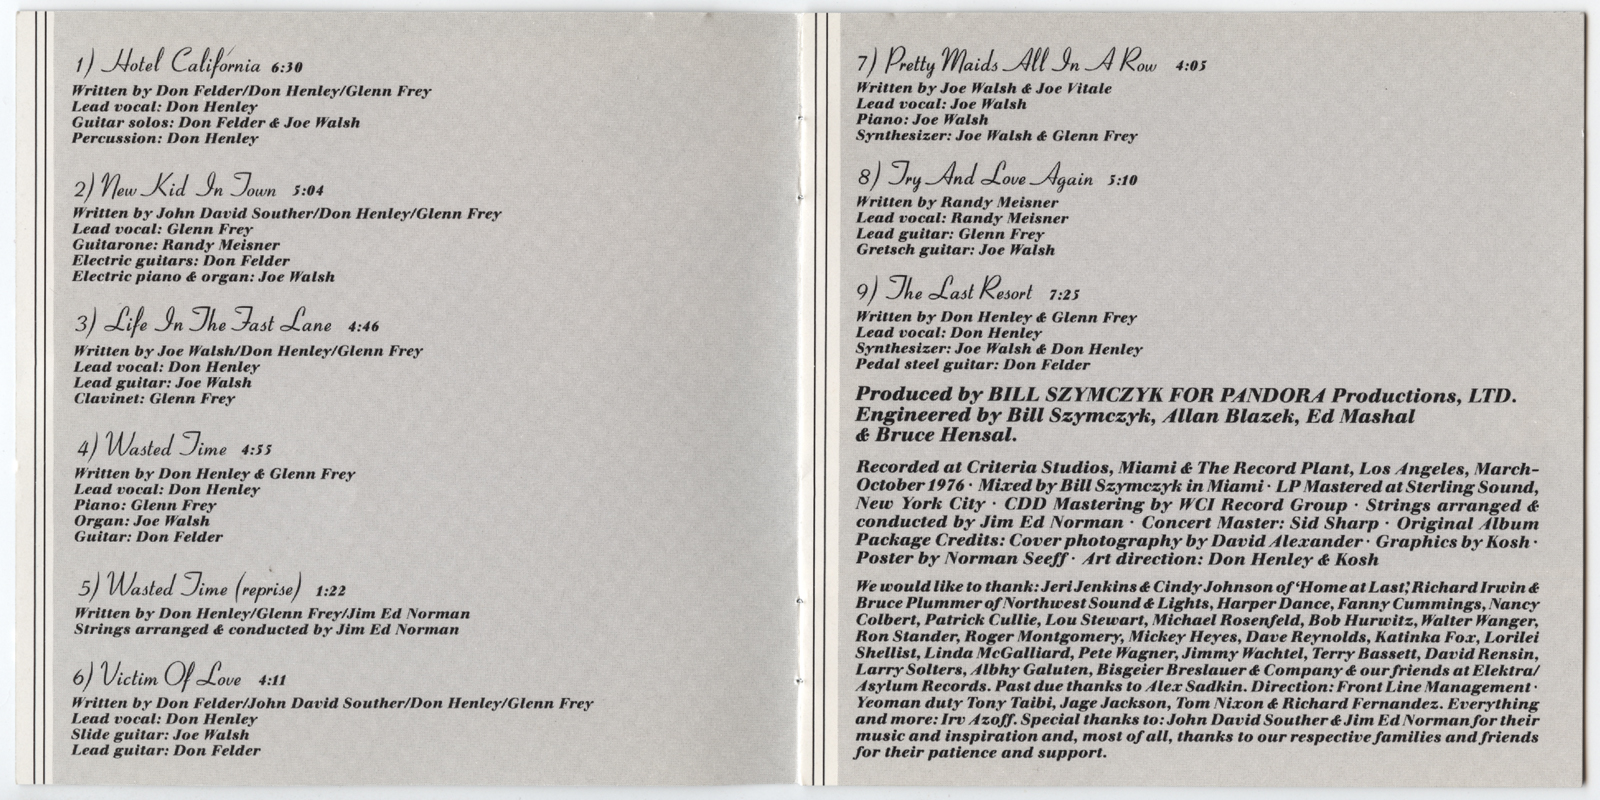 1) Hotel California 6:30
Written by Don Felder/Don Henley/Glenn Frey
Lead vocal: Don Henley
Guitar solos: Don Felder & Joe Walsh
Percussion: Don Henley
2) New Kid In Town 5:04
Written by John David Souther/Don Henley/Glenn Frey
Lead vocal: Glenn Frey
Guitarone: Randy Meisner
Electric guitars: Don Felder
Electric piano & organ: Joe Walsh
3) Life In The Fast Lane 4:46
Written by Joe Walsh/Don Henley/Glenn Frey
Lead vocal: Don Henley
Lead guitar: Joe Walsh
Clavinet: Glenn Frey
4) Wasted Time 4:55
Written by Don Henley & Glenn Frey
Lead vocal: Don Henley
Piano: Glenn Frey
Organ: Joe Walsh
Guitar: Don Felder
5) Wasted Time (reprise) 1:22
Written by Don Henley/Glenn Frey/Jim Ed Norman
Strings arranged & conducted by Jim Ed Norman
6) Victim Of Love 4:11
Written by Don Felder/John David Souther/Don Henley/Glenn Frey
Lead vocal: Don Henley
Slide guitar: Joe Walsh
Lead guitar: Don Felder
7) Pretty Maids All In A Row 4:05
Written by Joe Walsh & Joe Vitale
Lead vocal: Joe Walsh
Piano: Joe Walsh
Synthesizer: Joe Walsh & Glenn Frey
8) Try And Love Again 5:10
Written by Randy Meisner
Lead vocal: Randy Meisner
Lead guitar: Glenn Frey
Gretsch guitar: Joe Walsh
9) The Last Resort 7:25
Written by Don Henley & Glenn Frey
Lead vocal: Don Henley
Synthesizer: Joe Walsh & Don Henley
Pedal steel guitar: Don Felder
Produced by BILL SZYMCZYK FOR PANDORA Productions, LTD.
Engineered by Bill Szymczyk, Allan Blazek, Ed Mashal
& Bruce Hensal.
Recorded at Criteria Studios, Miami & The Record Plant, Los Angeles, March-
October 1976 · Mixed by Bill Szymczyk in Miami · LP Mastered at Sterling Sound,
New York City · CDD Mastering by WCI Record Group · Strings arranged &
conducted by Jim Ed Norman · Concert Master: Sid Sharp · Original Album
Package Credits: Cover photography by David Alexander · Graphics by Kosh ·
Poster by Norman Seeff · Art direction: Don Henley & Kosh
We would like to thank: Jeri Jenkins & Cindy Johnson of 'Home at Last,' Richard Irwin &
Bruce Plummer of Northwest Sound & Lights, Harper Dance, Fanny Cummings, Nancy
Colbert, Patrick Cullie, Lou Stewart, Michael Rosenfeld, Bob Hurwitz, Walter Wanger,
Ron Stander, Roger Montgomery, Mickey Heyes, Dave Reynolds, Katinka Fox, Lorilei
Shellist, Linda McGalliard, Pete Wagner, Jimmy Wachtel, Terry Bassett, David Rensin,
Larry Solters, Albhy Galuten, Bisgeier Breslauer & Company & our friends at Elektra/
Asylum Records. Past due thanks to Alex Sadkin. Direction: Front Line Management ·
Yeoman duty Tony Taibi, Jage Jackson, Tom Nixon & Richard Fernandez. Everything
and more: Irv Azoff. Special thanks to: John David Souther & Jim Ed Norman for their
music and inspiration and, most of all, thanks to our respective families and friends
for their patience and support.